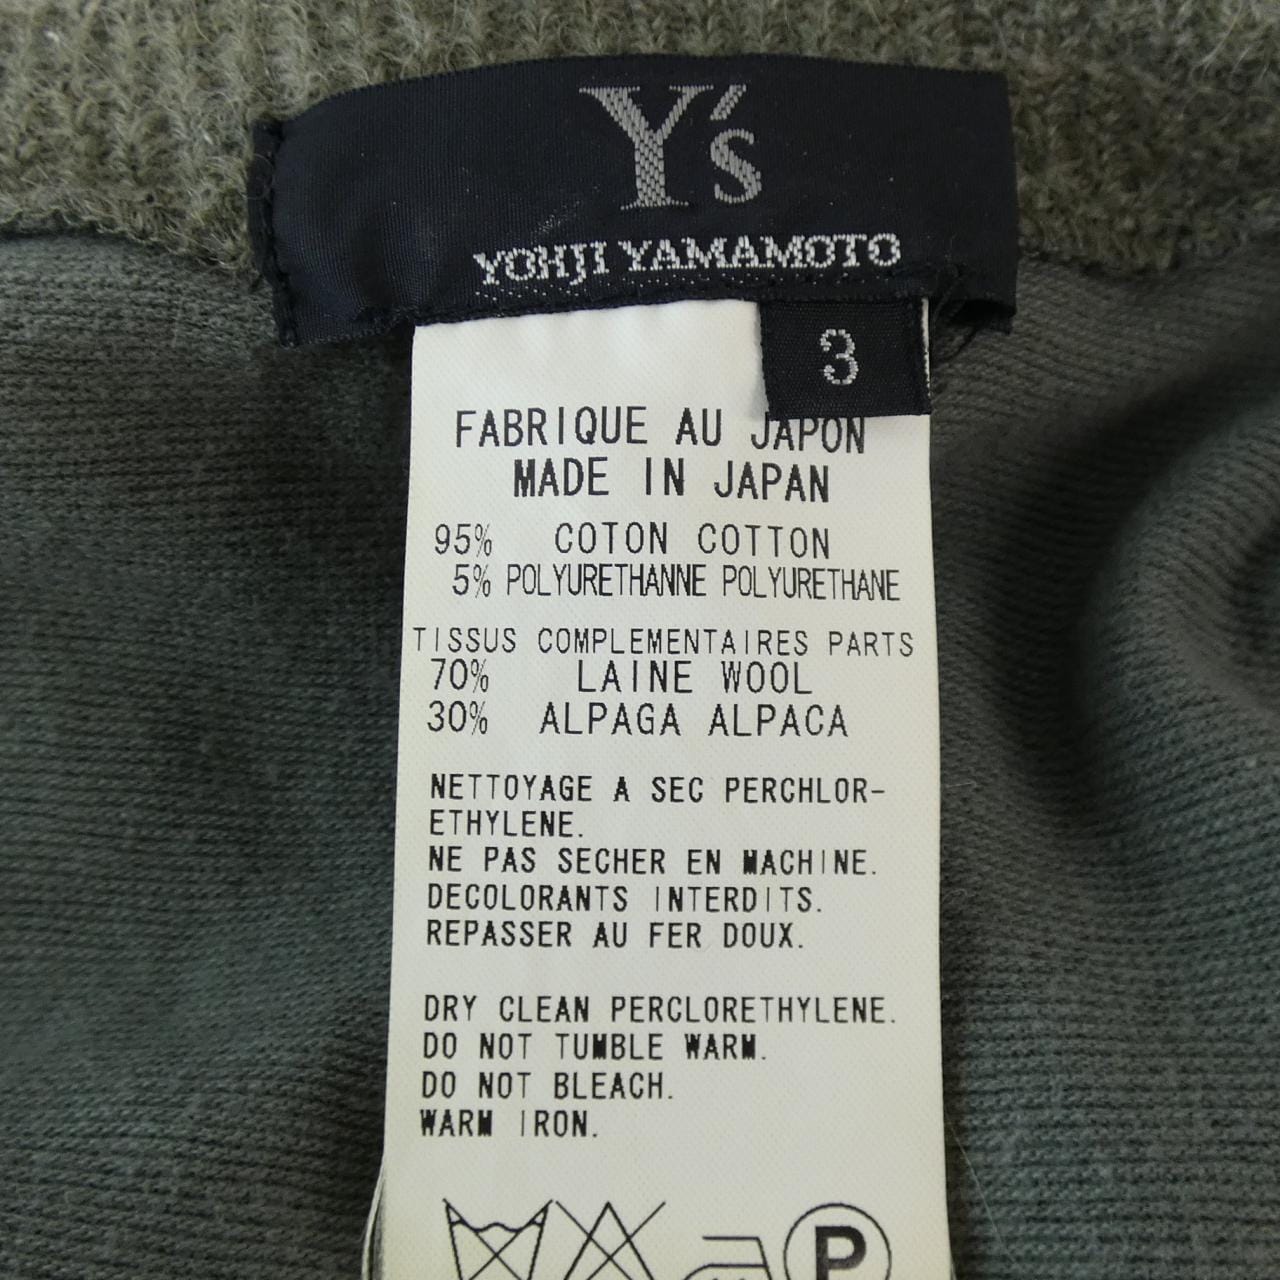 Y's
YOHJI YAMAMOTO
3
FABRIQUE AU JAPON
MADE IN JAPAN
95% COTON COTTON
5% POLYURETHANNE POLYURETHANE
TISSUS COMPLEMENTAIRES PARTS
70% LAINE WOOL
30% ALPAGA ALPACA
NETTOYAGE A SEC PERCHLOR-
ETHYLENE.
NE PAS SECHER EN MACHINE.
DECOLORANTS INTERDITS.
REPASSER AU FER DOUX.
DRY CLEAN PERCLORETHYLENE.
DO NOT TUMBLE WARM.
DO NOT BLEACH.
WARM IRON.
P